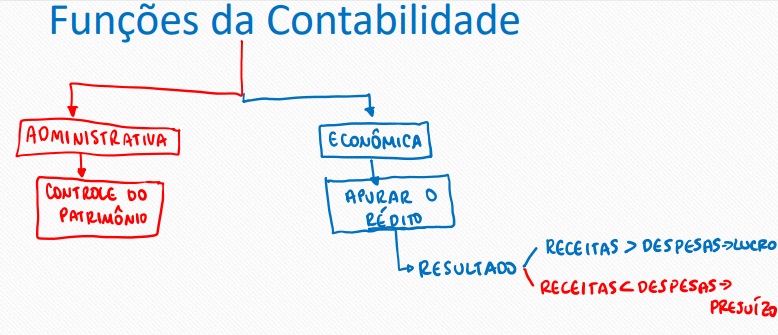 Funções da Contabilidade
ADMINISTRATIVA
CONTROLE DO
PATRIMÔNIO
ECONÔMICA
APURAR O
RÉDITO
RESULTADO
RECEITAS > DESPESAS → LUCRO
RECEITAS < DESPESAS →
PREJUÍZO